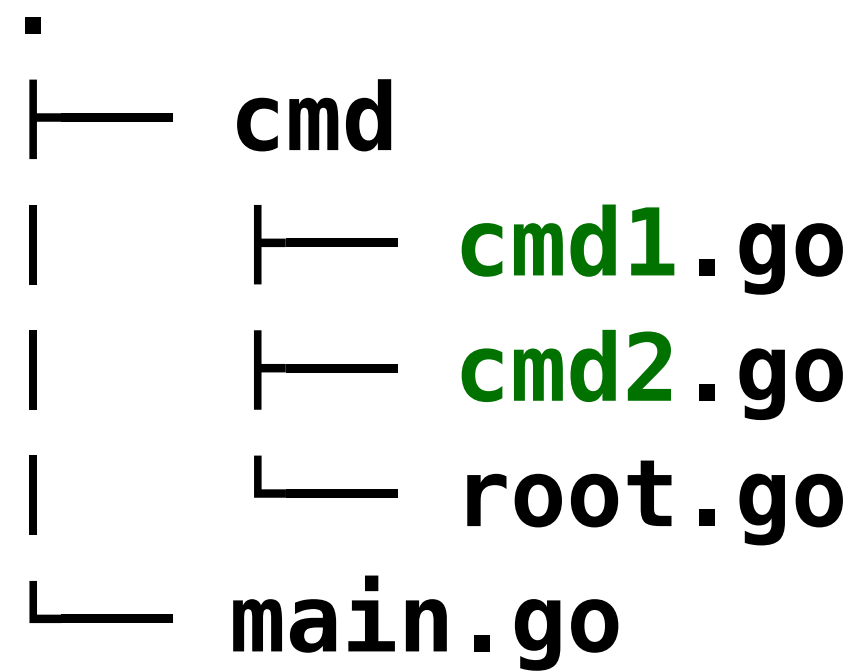 .
├── cmd
│   ├── cmd1.go
│   ├── cmd2.go
│   └── root.go
└── main.go